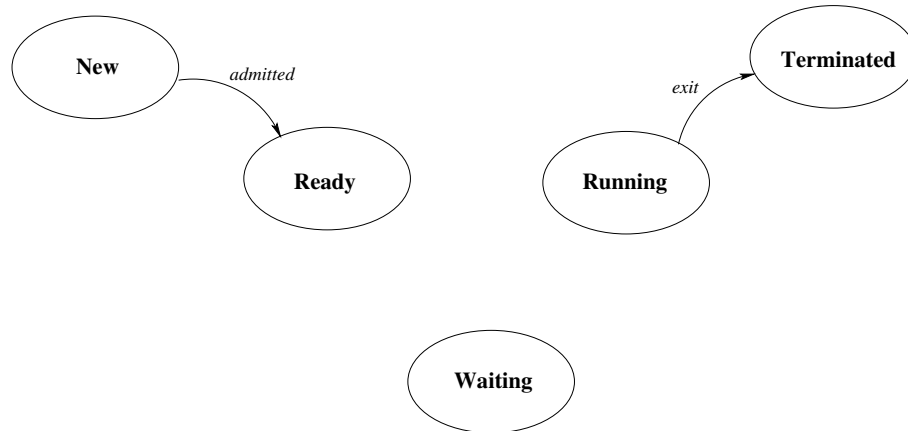 New
admitted
Ready
Waiting
Running
exit
Terminated